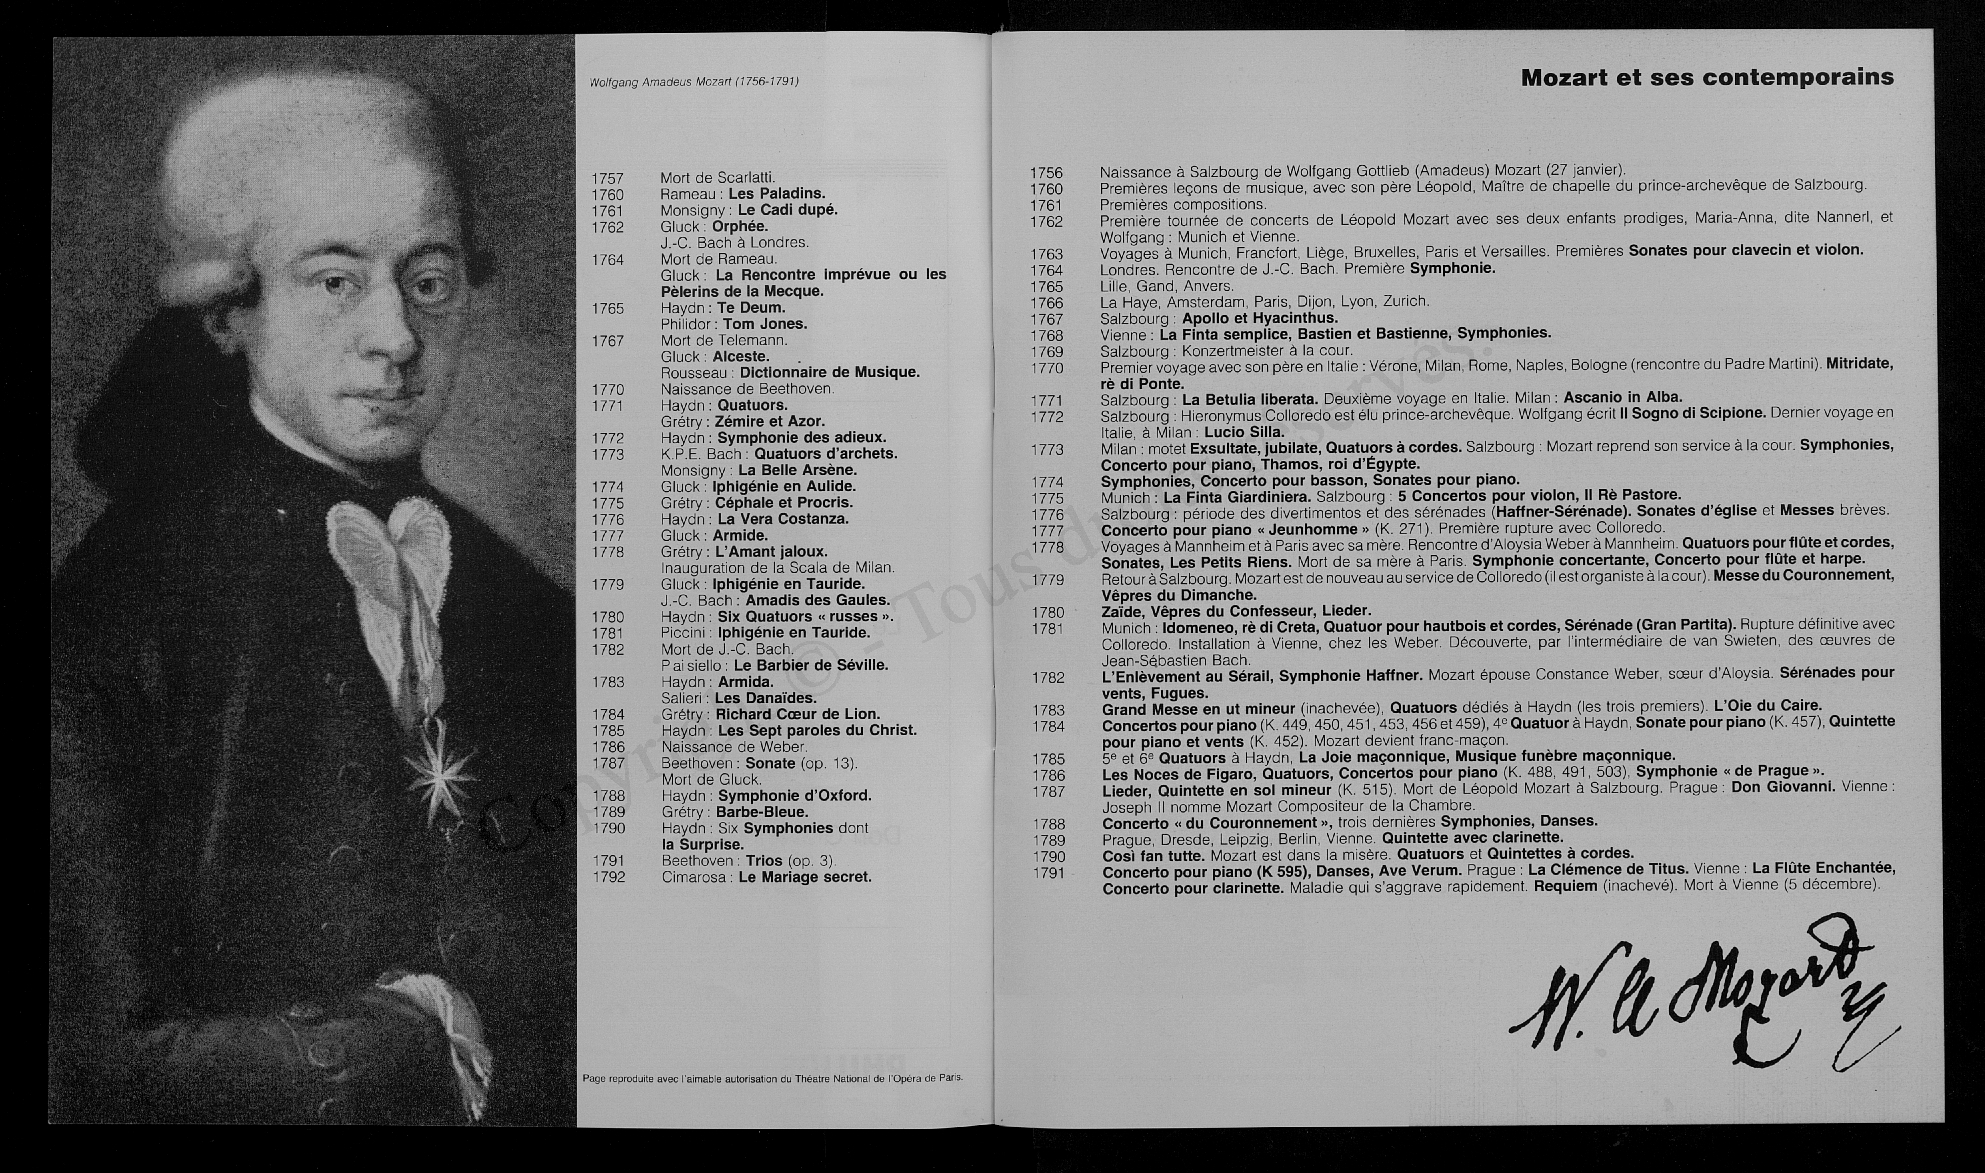 Wolfgang Amadeus Mozart (1756-1791)
1757 Mort de Scarlatti.
1760 Rameau : Les Paladins.
1761 Monsigny : Le Cadi dupé.
1762 Gluck : Orphée.
J.-C. Bach à Londres.
1764 Mort de Rameau.
Gluck : La Rencontre imprévue ou les
Pèlerins de la Mecque.
1765 Haydn : Te Deum.
Philidor : Tom Jones.
1767 Mort de Telemann.
Gluck : Alceste.
Rousseau : Dictionnaire de Musique.
1770 Naissance de Beethoven.
1771 Haydn : Quatuors.
Grétry : Zémire et Azor.
1772 Haydn : Symphonie des adieux.
1773 K.P.E. Bach : Quatuors d'archets.
Monsigny : La Belle Arsène.
1774 Gluck : Iphigénie en Aulide.
1775 Grétry : Céphale et Procris.
1776 Haydn : La Vera Costanza.
1777 Gluck : Armide.
1778 Grétry : L'Amant jaloux.
Inauguration de la Scala de Milan.
1779 Gluck : Iphigénie en Tauride.
J.-C. Bach : Amadis des Gaules.
1780 Haydn : Six Quatuors « russes ».
1781 Piccini : Iphigénie en Tauride.
1782 Mort de J.-C. Bach.
Paisiello : Le Barbier de Séville.
1783 Haydn : Armida.
Salieri : Les Danaïdes.
1784 Grétry : Richard Cœur de Lion.
1785 Haydn : Les Sept paroles du Christ.
1786 Naissance de Weber.
1787 Beethoven : Sonate (op. 13).
Mort de Gluck.
1788 Haydn : Symphonie d'Oxford.
1789 Grétry : Barbe-Bleue.
1790 Haydn : Six Symphonies dont
la Surprise.
1791 Beethoven : Trios (op. 3).
1792 Cimarosa : Le Mariage secret.
Page reproduite avec l'aimable autorisation du Théatre National de l'Opéra de Paris.
Mozart et ses contemporains
1756 Naissance à Salzbourg de Wolfgang Gottlieb (Amadeus) Mozart (27 janvier).
1760 Premières leçons de musique, avec son père Léopold, Maître de chapelle du prince-archevêque de Salzbourg.
1761 Premières compositions.
1762 Première tournée de concerts de Léopold Mozart avec ses deux enfants prodiges, Maria-Anna, dite Nannerl, et
Wolfgang : Munich et Vienne.
1763 Voyages à Munich, Francfort, Liège, Bruxelles, Paris et Versailles. Premières Sonates pour clavecin et violon.
1764 Londres. Rencontre de J.-C. Bach. Première Symphonie.
1765 Lille, Gand, Anvers.
1766 La Haye, Amsterdam, Paris, Dijon, Lyon, Zurich.
1767 Salzbourg : Apollo et Hyacinthus.
1768 Vienne : La Finta semplice, Bastien et Bastienne, Symphonies.
1769 Salzbourg : Konzertmeister à la cour.
1770 Premier voyage avec son père en Italie : Vérone, Milan, Rome, Naples, Bologne (rencontre du Padre Martini). Mitridate,
rè di Ponte.
1771 Salzbourg : La Betulia liberata. Deuxième voyage en Italie. Milan : Ascanio in Alba.
1772 Salzbourg : Hieronymus Colloredo est élu prince-archevêque. Wolfgang écrit Il Sogno di Scipione. Dernier voyage en
Italie, à Milan : Lucio Silla.
1773 Milan : motet Exsultate, jubilate, Quatuors à cordes. Salzbourg : Mozart reprend son service à la cour. Symphonies,
Concerto pour piano, Thamos, roi d'Égypte.
1774 Symphonies, Concerto pour basson, Sonates pour piano.
1775 Munich : La Finta Giardiniera. Salzbourg : 5 Concertos pour violon, Il Rè Pastore.
1776 Salzbourg : période des divertimentos et des sérénades (Haffner-Sérénade). Sonates d'église et Messes brèves.
1777 Concerto pour piano « Jeunhomme » (K. 271). Première rupture avec Colloredo.
1778 Voyages à Mannheim et à Paris avec sa mère. Rencontre d'Aloysia Weber à Mannheim. Quatuors pour flûte et cordes,
Sonates, Les Petits Riens. Mort de sa mère à Paris. Symphonie concertante, Concerto pour flûte et harpe.
1779 Retour à Salzbourg. Mozart est de nouveau au service de Colloredo (il est organiste à la cour). Messe du Couronnement,
Vêpres du Dimanche.
1780 Zaïde, Vêpres du Confesseur, Lieder.
1781 Munich : Idomeneo, rè di Creta, Quatuor pour hautbois et cordes, Sérénade (Gran Partita). Rupture définitive avec
Colloredo. Installation à Vienne, chez les Weber. Découverte, par l'intermédiaire de van Swieten, des œuvres de
Jean-Sébastien Bach.
1782 L'Enlèvement au Sérail, Symphonie Haffner. Mozart épouse Constance Weber, sœur d'Aloysia. Sérénades pour
vents, Fugues.
1783 Grand Messe en ut mineur (inachevée), Quatuors dédiés à Haydn (les trois premiers). L'Oie du Caire.
1784 Concertos pour piano (K. 449, 450, 451, 453, 456 et 459), 4e Quatuor à Haydn, Sonate pour piano (K. 457), Quintette
pour piano et vents (K. 452). Mozart devient franc-maçon.
1785 5e et 6e Quatuors à Haydn, La Joie maçonnique, Musique funèbre maçonnique.
1786 Les Noces de Figaro, Quatuors, Concertos pour piano (K. 488, 491, 503), Symphonie « de Prague ».
1787 Lieder, Quintette en sol mineur (K. 515). Mort de Léopold Mozart à Salzbourg. Prague : Don Giovanni. Vienne :
Joseph II nomme Mozart Compositeur de la Chambre.
1788 Concerto « du Couronnement », trois dernières Symphonies, Danses.
1789 Prague, Dresde, Leipzig, Berlin, Vienne. Quintette avec clarinette.
1790 Così fan tutte. Mozart est dans la misère. Quatuors et Quintettes à cordes.
1791 Concerto pour piano (K 595), Danses, Ave Verum. Prague : La Clémence de Titus. Vienne : La Flûte Enchantée,
Concerto pour clarinette. Maladie qui s'aggrave rapidement. Requiem (inachevé). Mort à Vienne (5 décembre).
Mozart